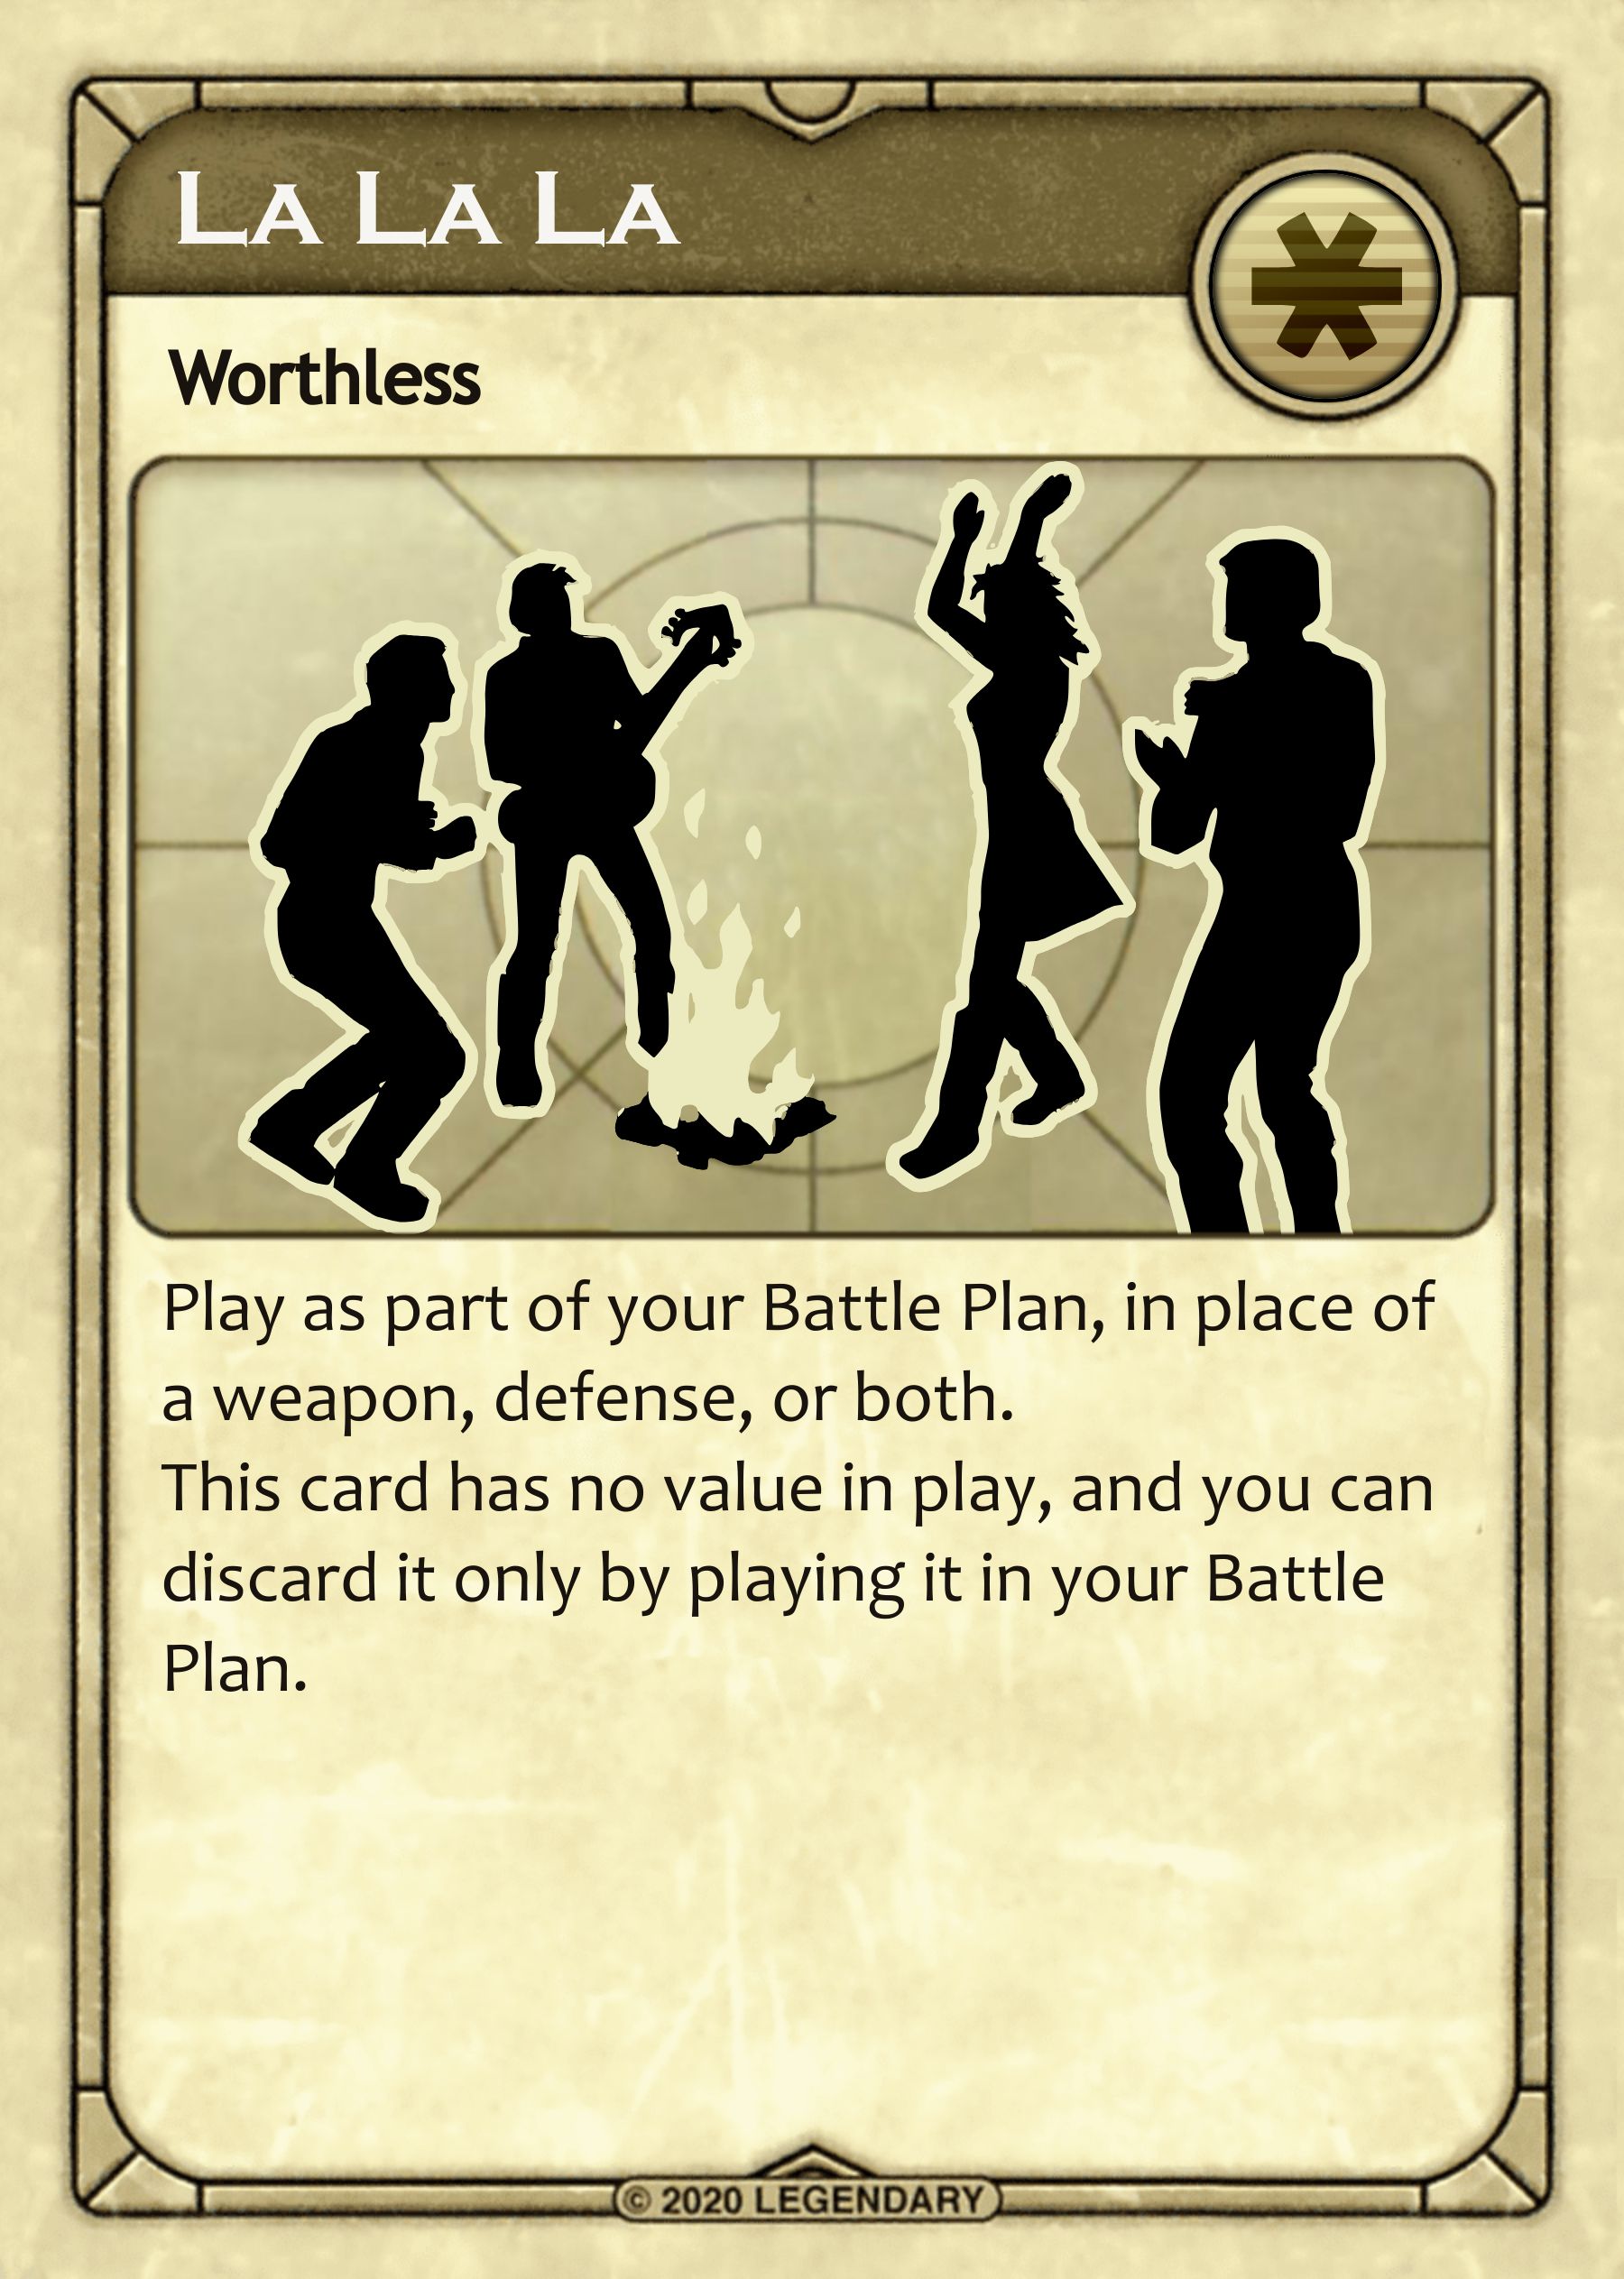 La La La
Worthless
Play as part of your Battle Plan, in place of
a weapon, defense, or both.
This card has no value in play, and you can
discard it only by playing it in your Battle
Plan.
© 2020 LEGENDARY